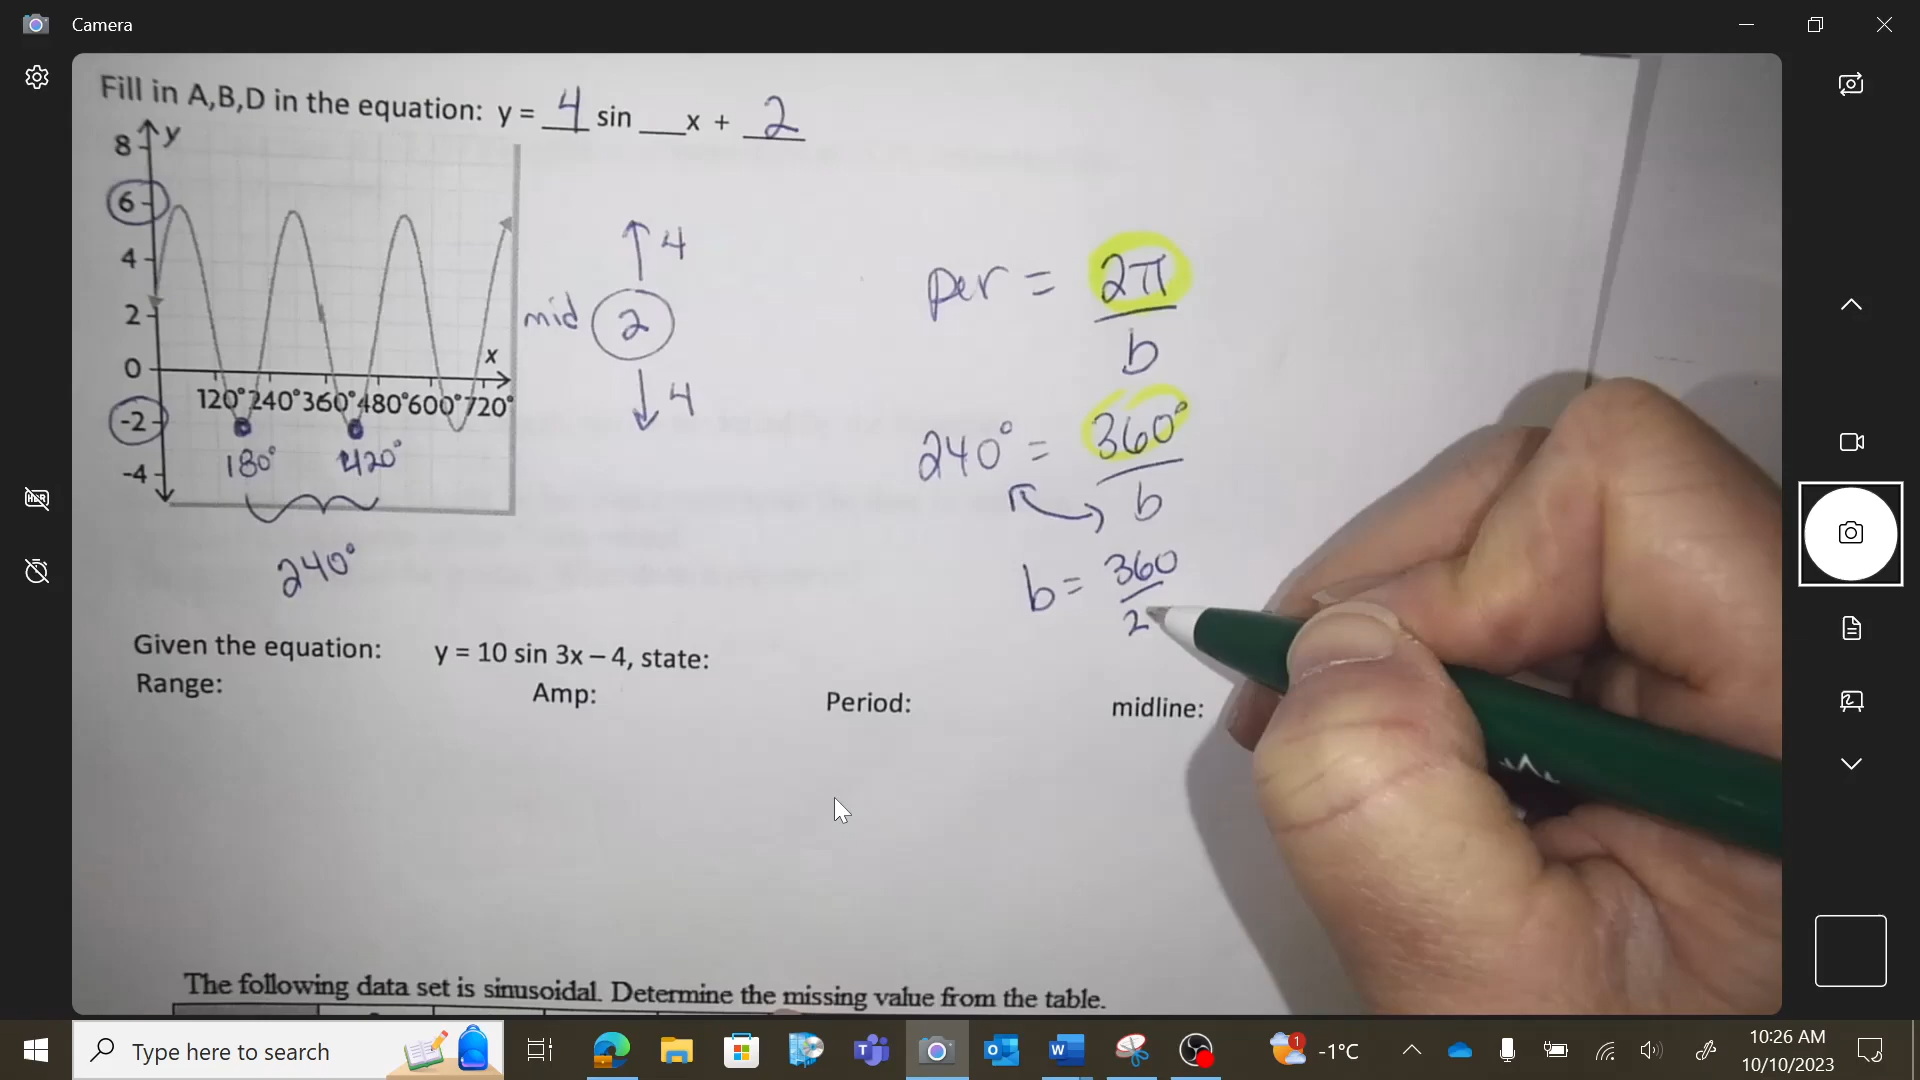 Camera
Fill in A,B,D in the equation: y = 4 sin ___x + 2
y
8
6
4
2
0
-2
-4
x
120° 240° 360° 480° 600° 720°
180° 420°
240°
↑ 4
mid 2
↓ 4
per = 2π
b
240° = 360°
b
b = 360
2
Given the equation: y = 10 sin 3x – 4, state:
Range: Amp: Period: midline:
The following data set is sinusoidal. Determine the missing value from the table.
Type here to search
1
-1°C
10:26 AM
10/10/2023